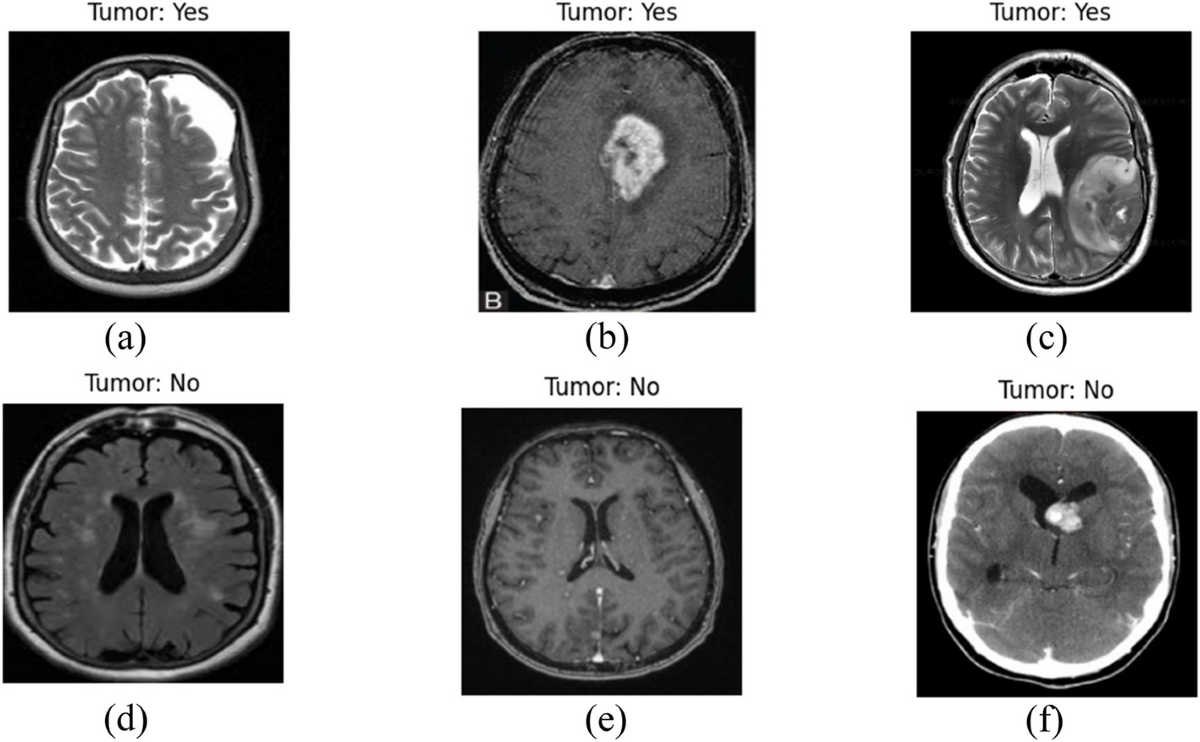 Tumor: Yes
Tumor: Yes
Tumor: Yes
B
(a)
(b)
(c)
Tumor: No
Tumor: No
Tumor: No
(d)
(e)
(f)